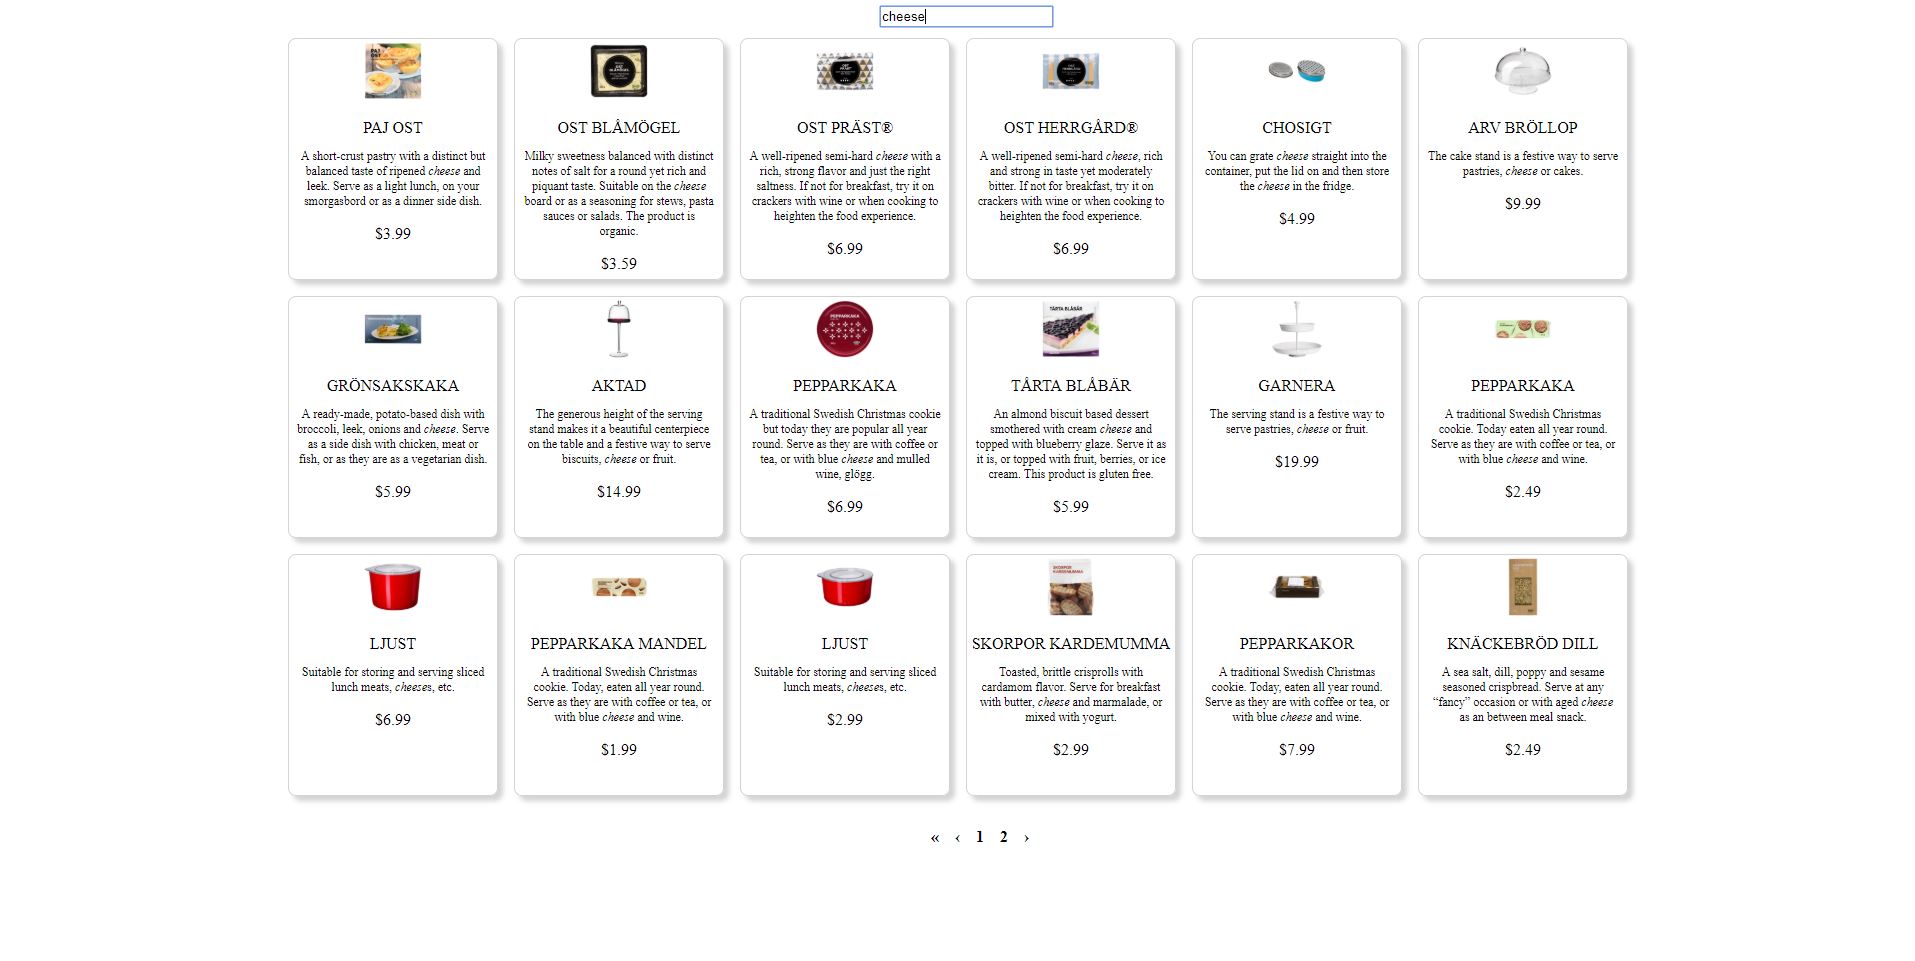 cheese
PAJ OST
A short-crust pastry with a distinct but
balanced taste of ripened cheese and
leek. Serve as a light lunch, on your
smorgasbord or as a dinner side dish.
$3.99
OST BLÅMÖGEL
Milky sweetness balanced with distinct
notes of salt for a round yet rich and
piquant taste. Suitable on the cheese
board or as a seasoning for stews, pasta
sauces or salads. The product is
organic.
$3.59
OST PRÄST®
A well-ripened semi-hard cheese with a
rich, strong flavor and just the right
saltness. If not for breakfast, try it on
crackers with wine or when cooking to
heighten the food experience.
$6.99
OST HERRGÅRD®
A well-ripened semi-hard cheese, rich
and strong in taste yet moderately
bitter. If not for breakfast, try it on
crackers with wine or when cooking to
heighten the food experience.
$6.99
CHOSIGT
You can grate cheese straight into the
container, put the lid on and then store
the cheese in the fridge.
$4.99
ARV BRÖLLOP
The cake stand is a festive way to serve
pastries, cheese or cakes.
$9.99
GRÖNSAKSKAKA
A ready-made, potato-based dish with
broccoli, leek, onions and cheese. Serve
as a side dish with chicken, meat or
fish, or as they are as a vegetarian dish.
$5.99
AKTAD
The generous height of the serving
stand makes it a beautiful centerpiece
on the table and a festive way to serve
biscuits, cheese or fruit.
$14.99
PEPPARKAKA
PEPPARKAKA
A traditional Swedish Christmas cookie
but today they are popular all year
round. Serve as they are with coffee or
tea, or with blue cheese and mulled
wine, glögg.
$6.99
TÅRTA BLÅBÄR
TÅRTA BLÅBÄR
An almond biscuit based dessert
smothered with cream cheese and
topped with blueberry glaze. Serve it as
it is, or topped with fruit, berries, or ice
cream. This product is gluten free.
$5.99
GARNERA
The serving stand is a festive way to
serve pastries, cheese or fruit.
$19.99
PEPPARKAKA
A traditional Swedish Christmas
cookie. Today eaten all year round.
Serve as they are with coffee or tea, or
with blue cheese and wine.
$2.49
LJUST
Suitable for storing and serving sliced
lunch meats, cheeses, etc.
$6.99
PEPPARKAKA MANDEL
A traditional Swedish Christmas
cookie. Today, eaten all year round.
Serve as they are with coffee or tea, or
with blue cheese and wine.
$1.99
LJUST
Suitable for storing and serving sliced
lunch meats, cheeses, etc.
$2.99
SKORPOR
KARDEMUMMA
SKORPOR KARDEMUMMA
Toasted, brittle crisprolls with
cardamom flavor. Serve for breakfast
with butter, cheese and marmalade, or
mixed with yogurt.
$2.99
PEPPARKAKOR
A traditional Swedish Christmas
cookie. Today, eaten all year round.
Serve as they are with coffee or tea, or
with blue cheese and wine.
$7.99
KNÄCKEBRÖD DILL
A sea salt, dill, poppy and sesame
seasoned crispbread. Serve at any
“fancy” occasion or with aged cheese
as an between meal snack.
$2.49
« ‹ 1 2 ›